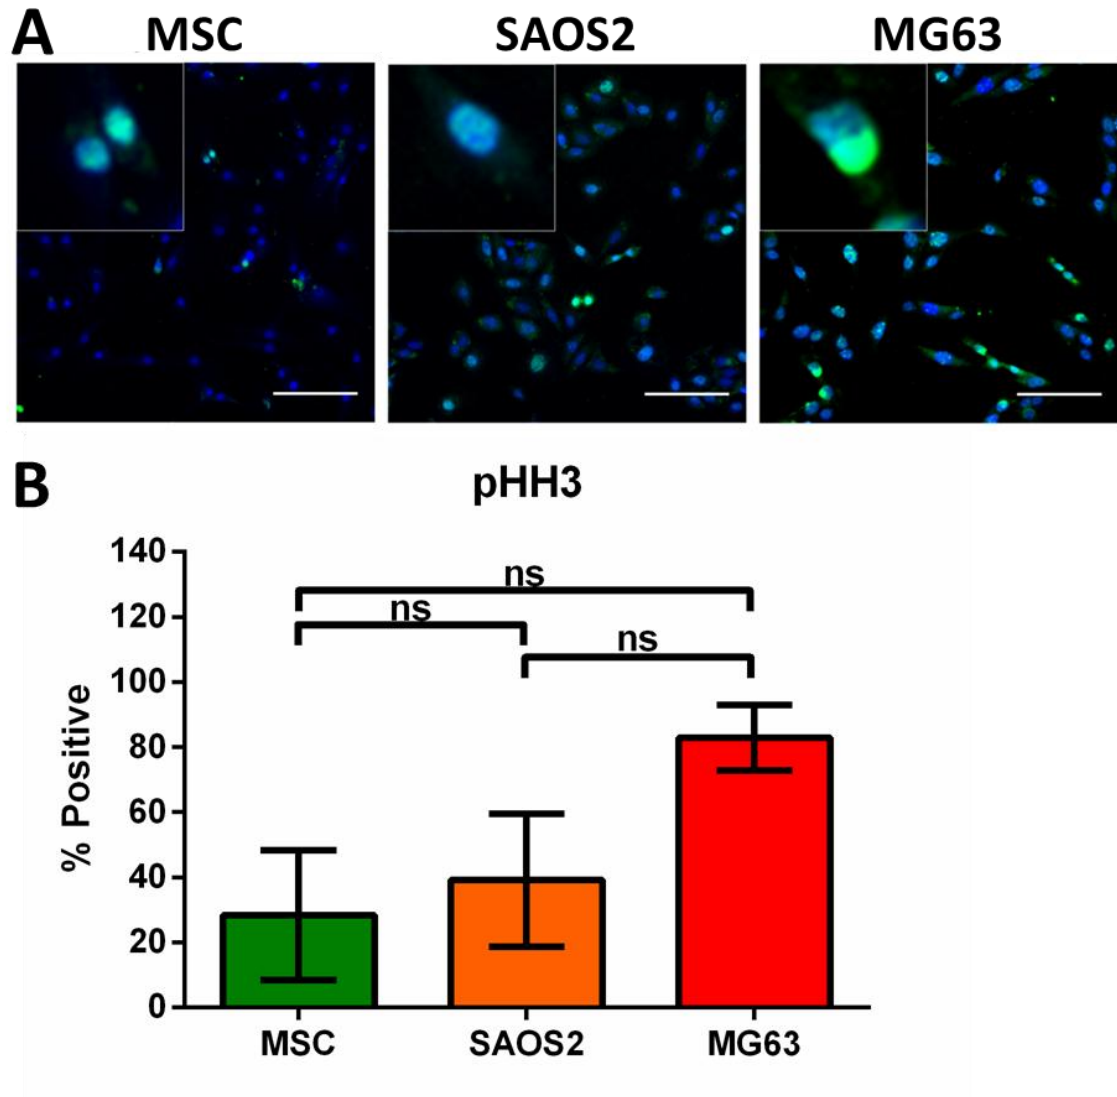 A MSC SAOS2 MG63
B pHH3
140
ns
120
ns
ns
100
80
60
40
20
0
% Positive
MSC SAOS2 MG63